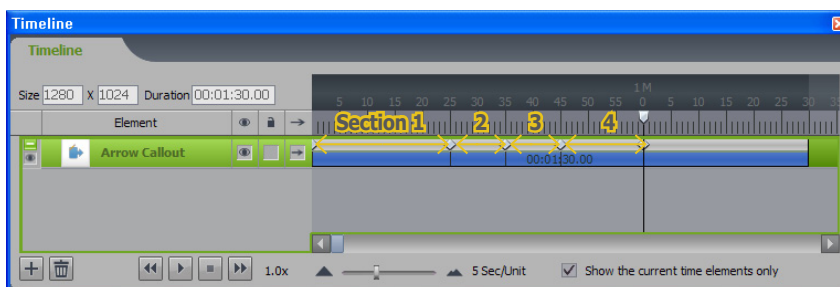 Timeline
Timeline
Size 1280 X 1024 Duration 00:01:30.00
1 M
5 10 15 20 25 30 35 40 45 50 55 0 5 10 15 20 25 30
Element
Section 1 2 3 4
Arrow Callout
00:01:30.00
1.0x 5 Sec/Unit Show the current time elements only